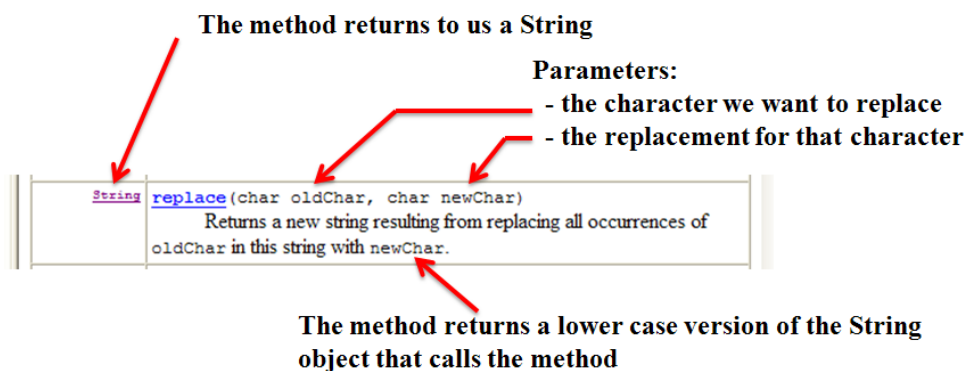 The method returns to us a String
Parameters:
- the character we want to replace
- the replacement for that character
String replace(char oldChar, char newChar)
Returns a new string resulting from replacing all occurrences of
oldChar in this string with newChar.
The method returns a lower case version of the String
object that calls the method